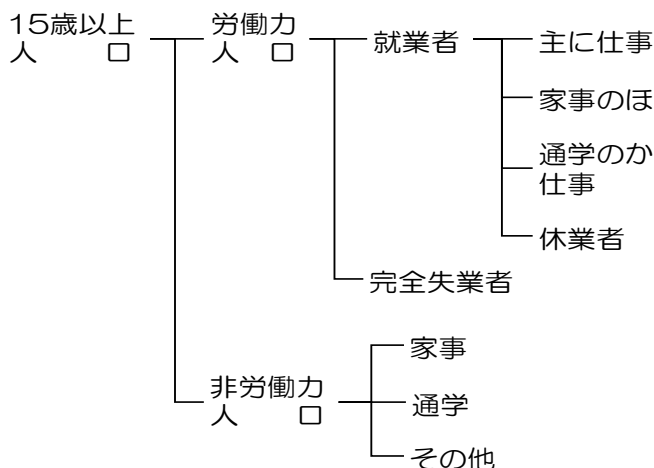 15歳以上
人口
労働力
人口
就業者
主に仕事
家事のほ
通学のか
仕事
休業者
完全失業者
非労働力
人口
家事
通学
その他